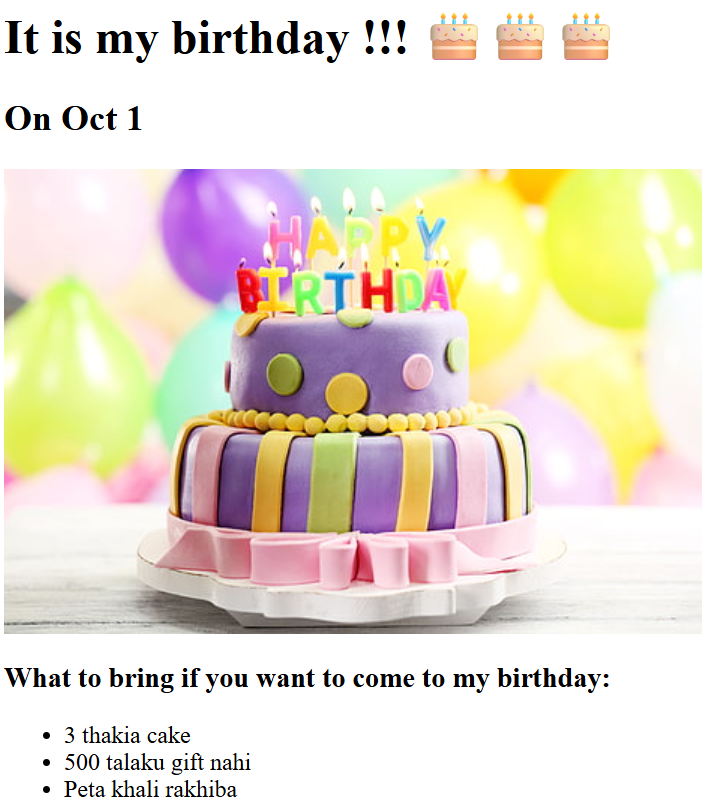 It is my birthday !!! 🎂 🎂 🎂
On Oct 1
HAPPY
BIRTHDAY
What to bring if you want to come to my birthday:
• 3 thakia cake
• 500 talaku gift nahi
• Peta khali rakhiba